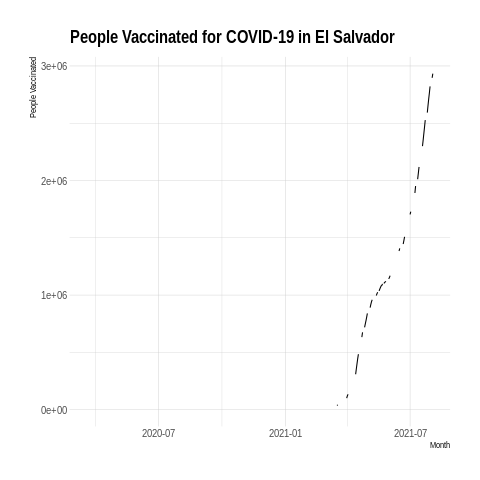 People Vaccinated for COVID-19 in El Salvador
People Vaccinated
3e+06
2e+06
1e+06
0e+00
2020-07 2021-01 2021-07
Month